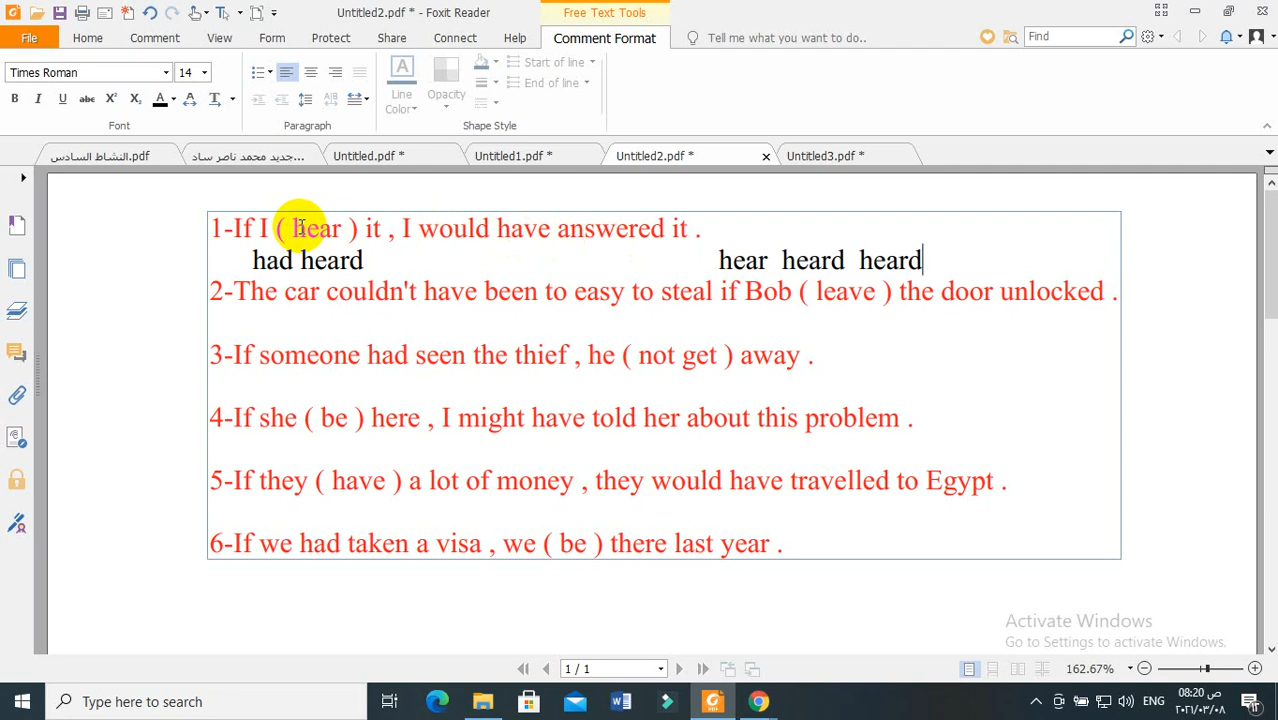 Untitled2.pdf * - Foxit Reader
Free Text Tools
File Home Comment View Form Protect Share Connect Help Comment Format Tell me what you want to do.. Find
Times Roman 14
Line Color
Opacity
Start of line
End of line
Font Paragraph Shape Style
النشاط السادس.pdf
جديد محمد ناصر ساد...
Untitled.pdf *
Untitled1.pdf *
Untitled2.pdf *
Untitled3.pdf *
1-If I ( hear ) it , I would have answered it .
had heard hear heard heard
2-The car couldn't have been to easy to steal if Bob ( leave ) the door unlocked .
3-If someone had seen the thief , he ( not get ) away .
4-If she ( be ) here , I might have told her about this problem .
5-If they ( have ) a lot of money , they would have travelled to Egypt .
6-If we had taken a visa , we ( be ) there last year .
Activate Windows
Go to Settings to activate Windows.
1 / 1
162.67%
Type here to search
ENG
08:20 ص
٢٠٢١/٠٣/٠٨